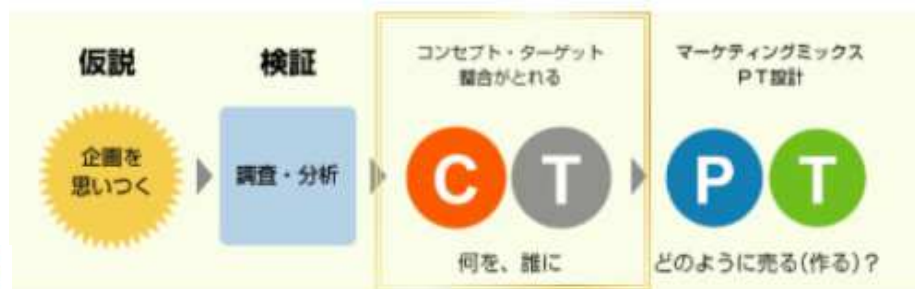 仮説
検証
コンセプト・ターゲット
整合がとれる
マーケティングミックス
PT設計
企画を
思いつく
調査・分析
C T
P T
何を、誰に
どのように売る(作る)?